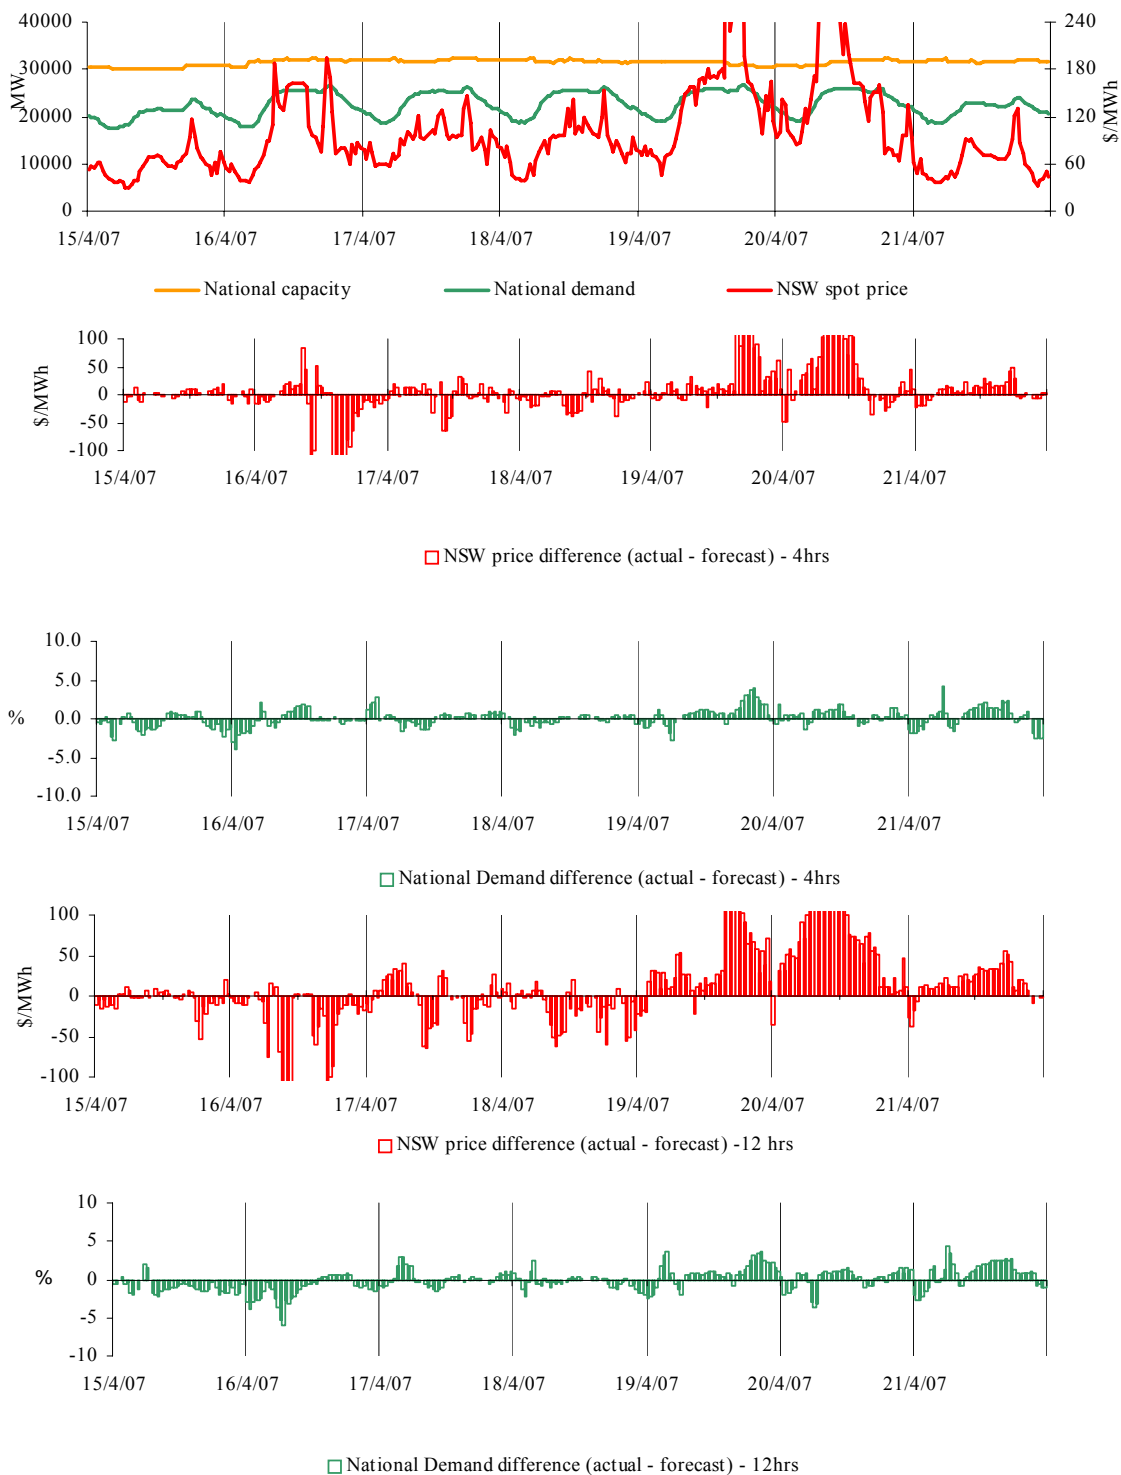 40000
30000
20000
10000
0
MW
240
180
120
60
0
$/MWh
15/4/07 16/4/07 17/4/07 18/4/07 19/4/07 20/4/07 21/4/07
National capacity National demand NSW spot price
100
50
0
-50
-100
$/MWh
15/4/07 16/4/07 17/4/07 18/4/07 19/4/07 20/4/07 21/4/07
NSW price difference (actual - forecast) - 4hrs
10.0
5.0
0.0
-5.0
-10.0
%
15/4/07 16/4/07 17/4/07 18/4/07 19/4/07 20/4/07 21/4/07
National Demand difference (actual - forecast) - 4hrs
100
50
0
-50
-100
$/MWh
15/4/07 16/4/07 17/4/07 18/4/07 19/4/07 20/4/07 21/4/07
NSW price difference (actual - forecast) -12 hrs
10
5
0
-5
-10
%
15/4/07 16/4/07 17/4/07 18/4/07 19/4/07 20/4/07 21/4/07
National Demand difference (actual - forecast) - 12hrs